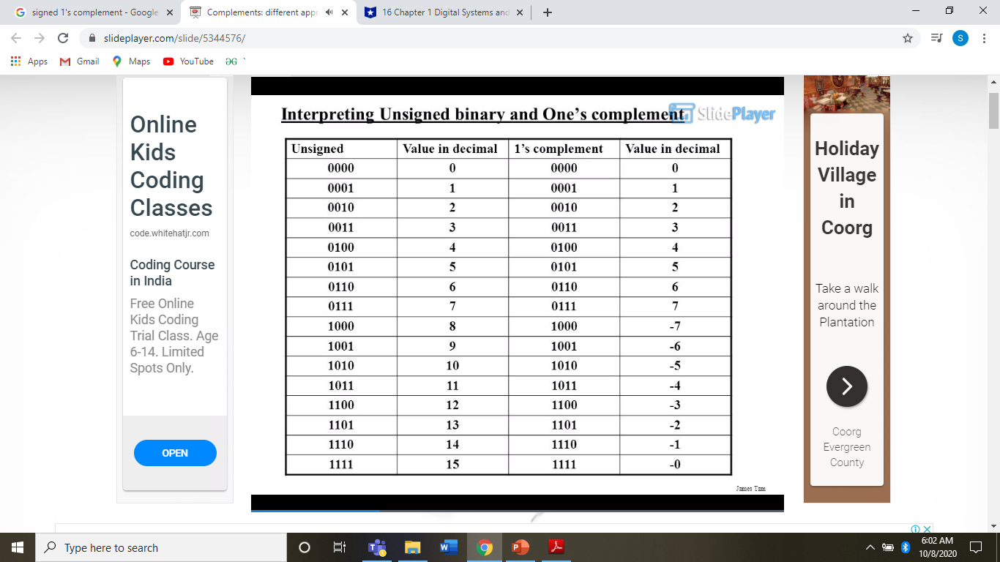 signed 1's complement - Google
Complements: different appr
16 Chapter 1 Digital Systems and
slideplayer.com/slide/5344576/
S
Apps Gmail Maps YouTube
Online
Kids
Coding
Classes
code.whitehatjr.com
Coding Course
in India
Free Online
Kids Coding
Trial Class. Age
6-14. Limited
Spots Only.
OPEN
Interpreting Unsigned binary and One's complement
SlidePlayer
Unsigned Value in decimal 1's complement Value in decimal
0000 0 0000 0
0001 1 0001 1
0010 2 0010 2
0011 3 0011 3
0100 4 0100 4
0101 5 0101 5
0110 6 0110 6
0111 7 0111 7
1000 8 1000 -7
1001 9 1001 -6
1010 10 1010 -5
1011 11 1011 -4
1100 12 1100 -3
1101 13 1101 -2
1110 14 1110 -1
1111 15 1111 -0
James Tam
Holiday
Village
in
Coorg
Take a walk
around the
Plantation
Coorg
Evergreen
County
Type here to search
6:02 AM
10/8/2020